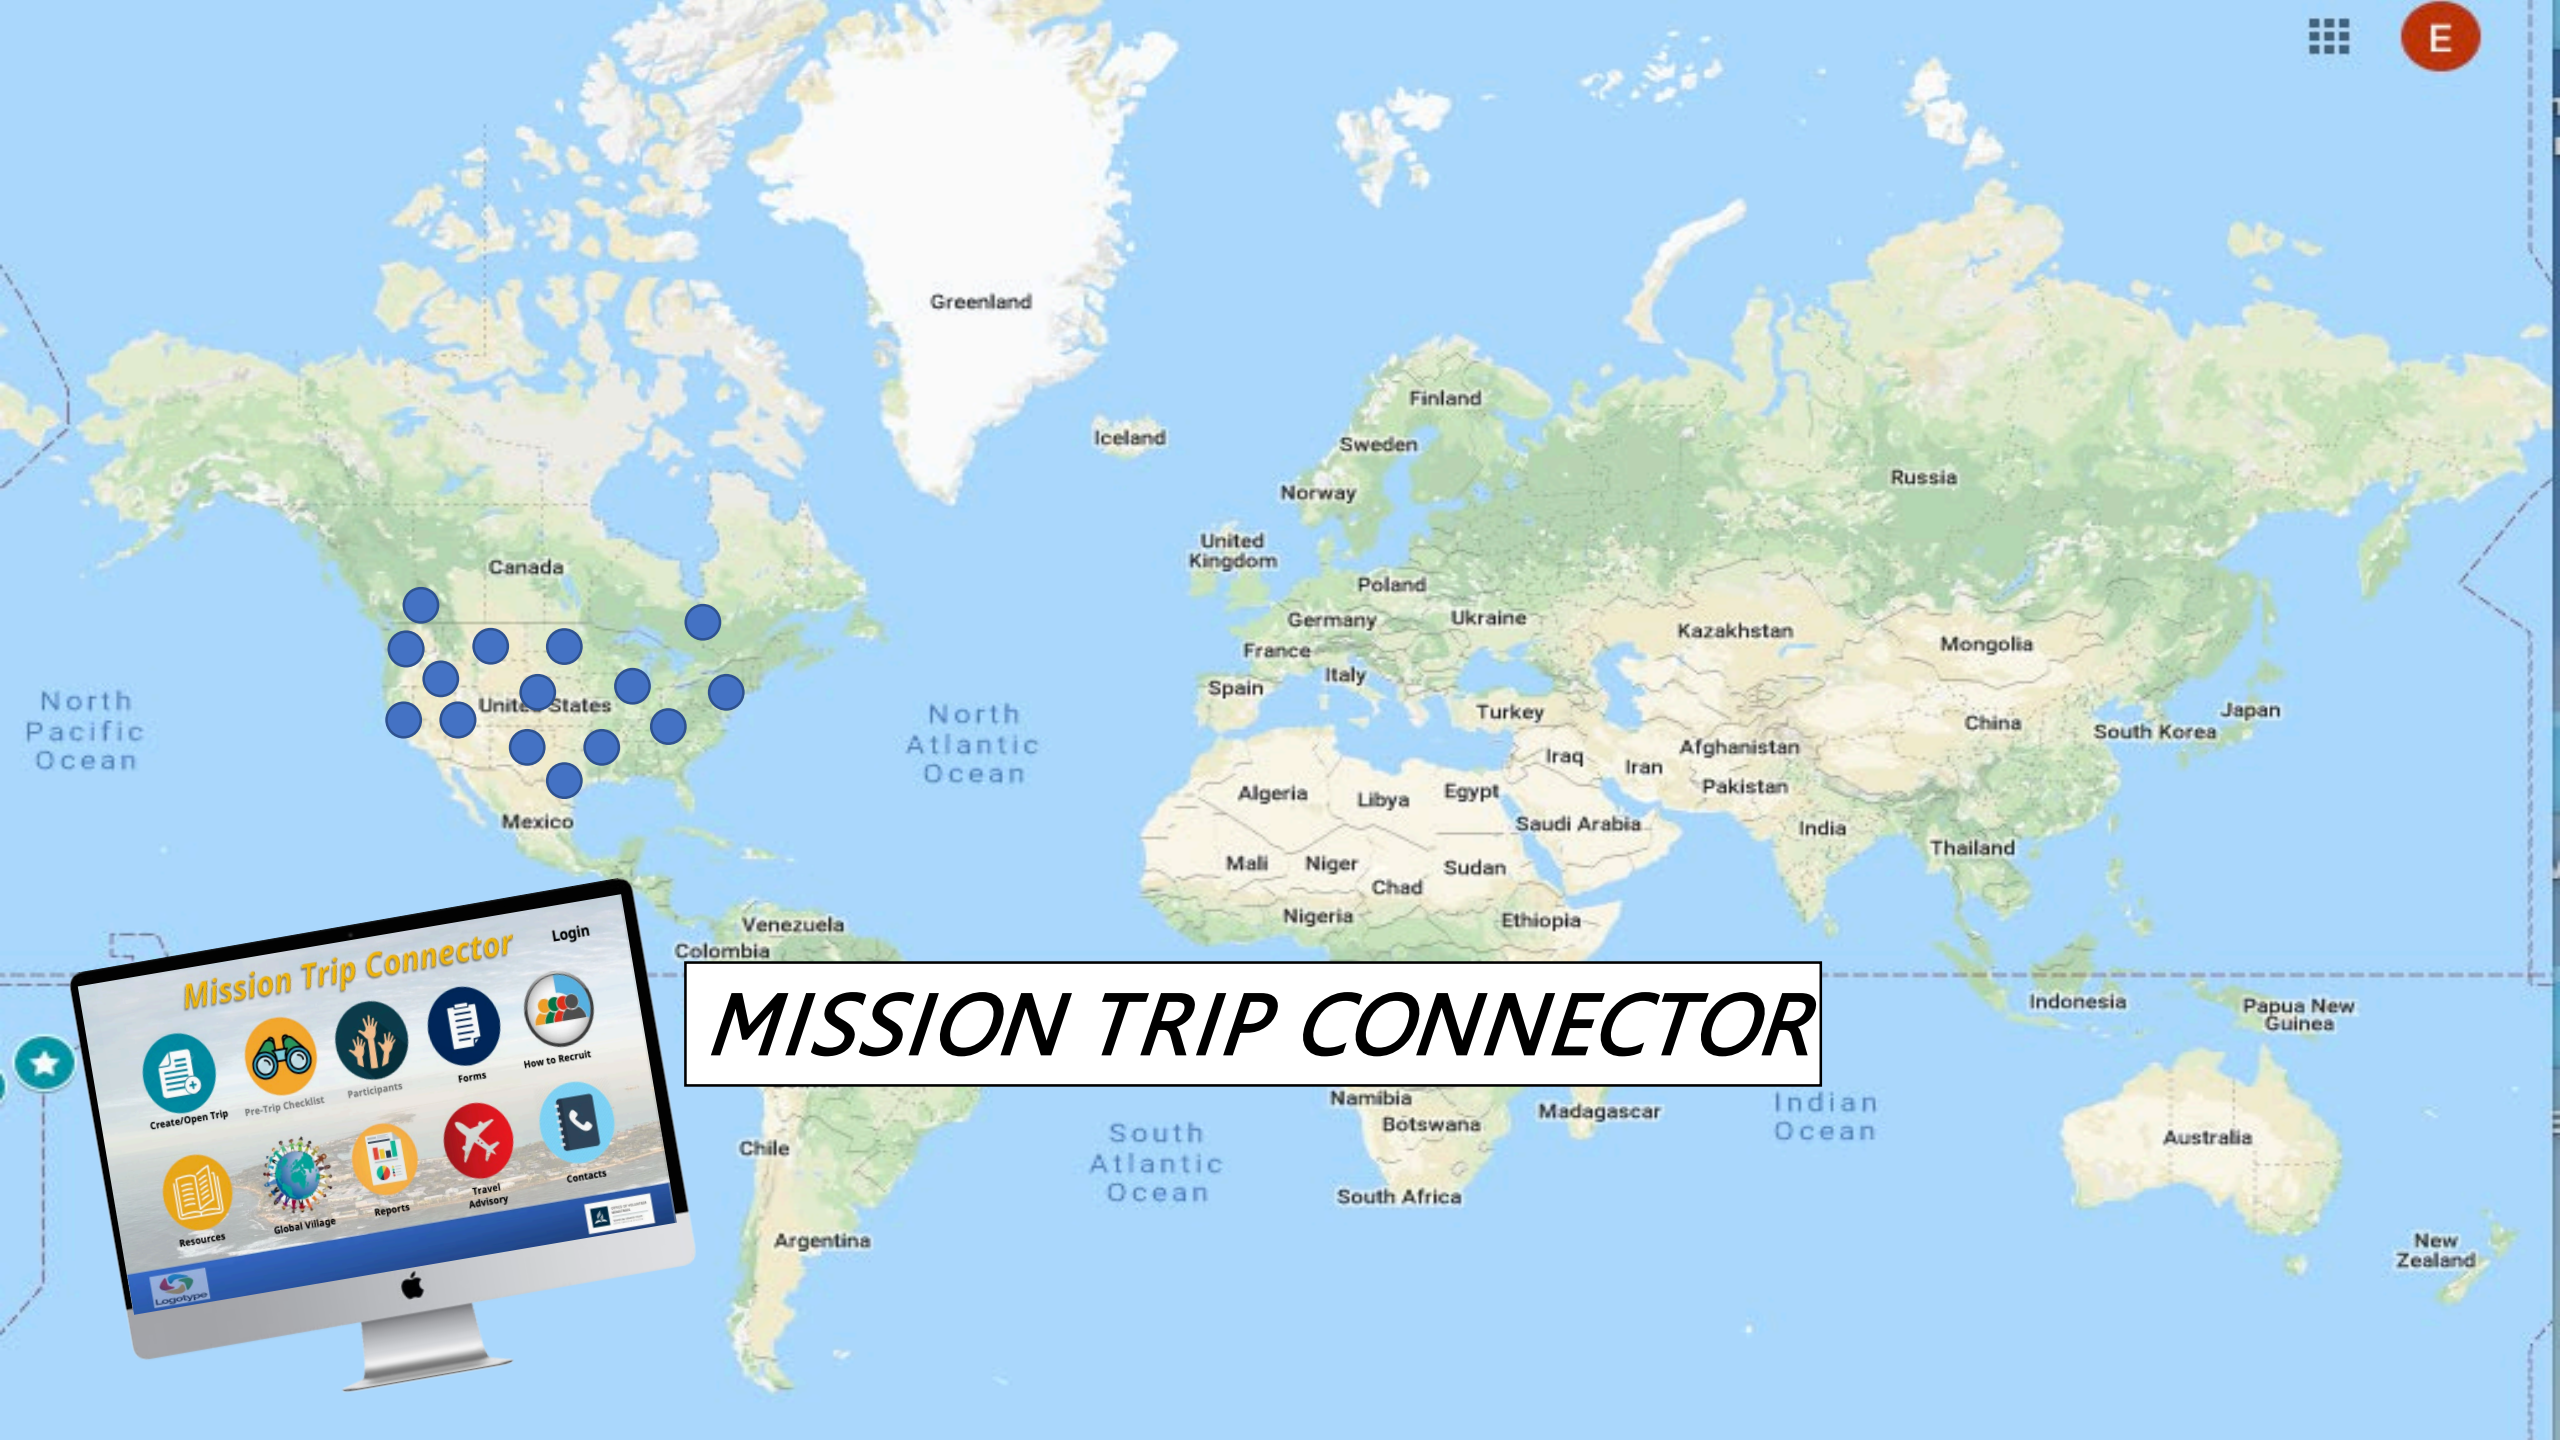 E
Greenland
Finland
Iceland
Sweden
Russia
Norway
United
Kingdom
Canada
Poland
Germany
Ukraine
Kazakhstan
France
Mongolia
Italy
Spain
North
Pacific
Ocean
United States
North
Atlantic
Ocean
Turkey
Japan
China
South Korea
Afghanistan
Iraq
Iran
Pakistan
Algeria
Libya
Egypt
Mexico
Saudi Arabia
India
Thailand
Mali
Niger
Sudan
Chad
Nigeria
Ethiopia
Venezuela
Colombia
Login
Mission Trip Connector
Create/Open Trip
Pre-Trip Checklist
Participants
Forms
How to Recruit
Resources
Global Village
Reports
Travel
Advisory
Contacts
Logotype
MISSION TRIP CONNECTOR
Indonesia
Papua New
Guinea
Namibia
Botswana
Madagascar
Indian
Ocean
South
Atlantic
Ocean
Chile
Australia
South Africa
Argentina
New
Zealand